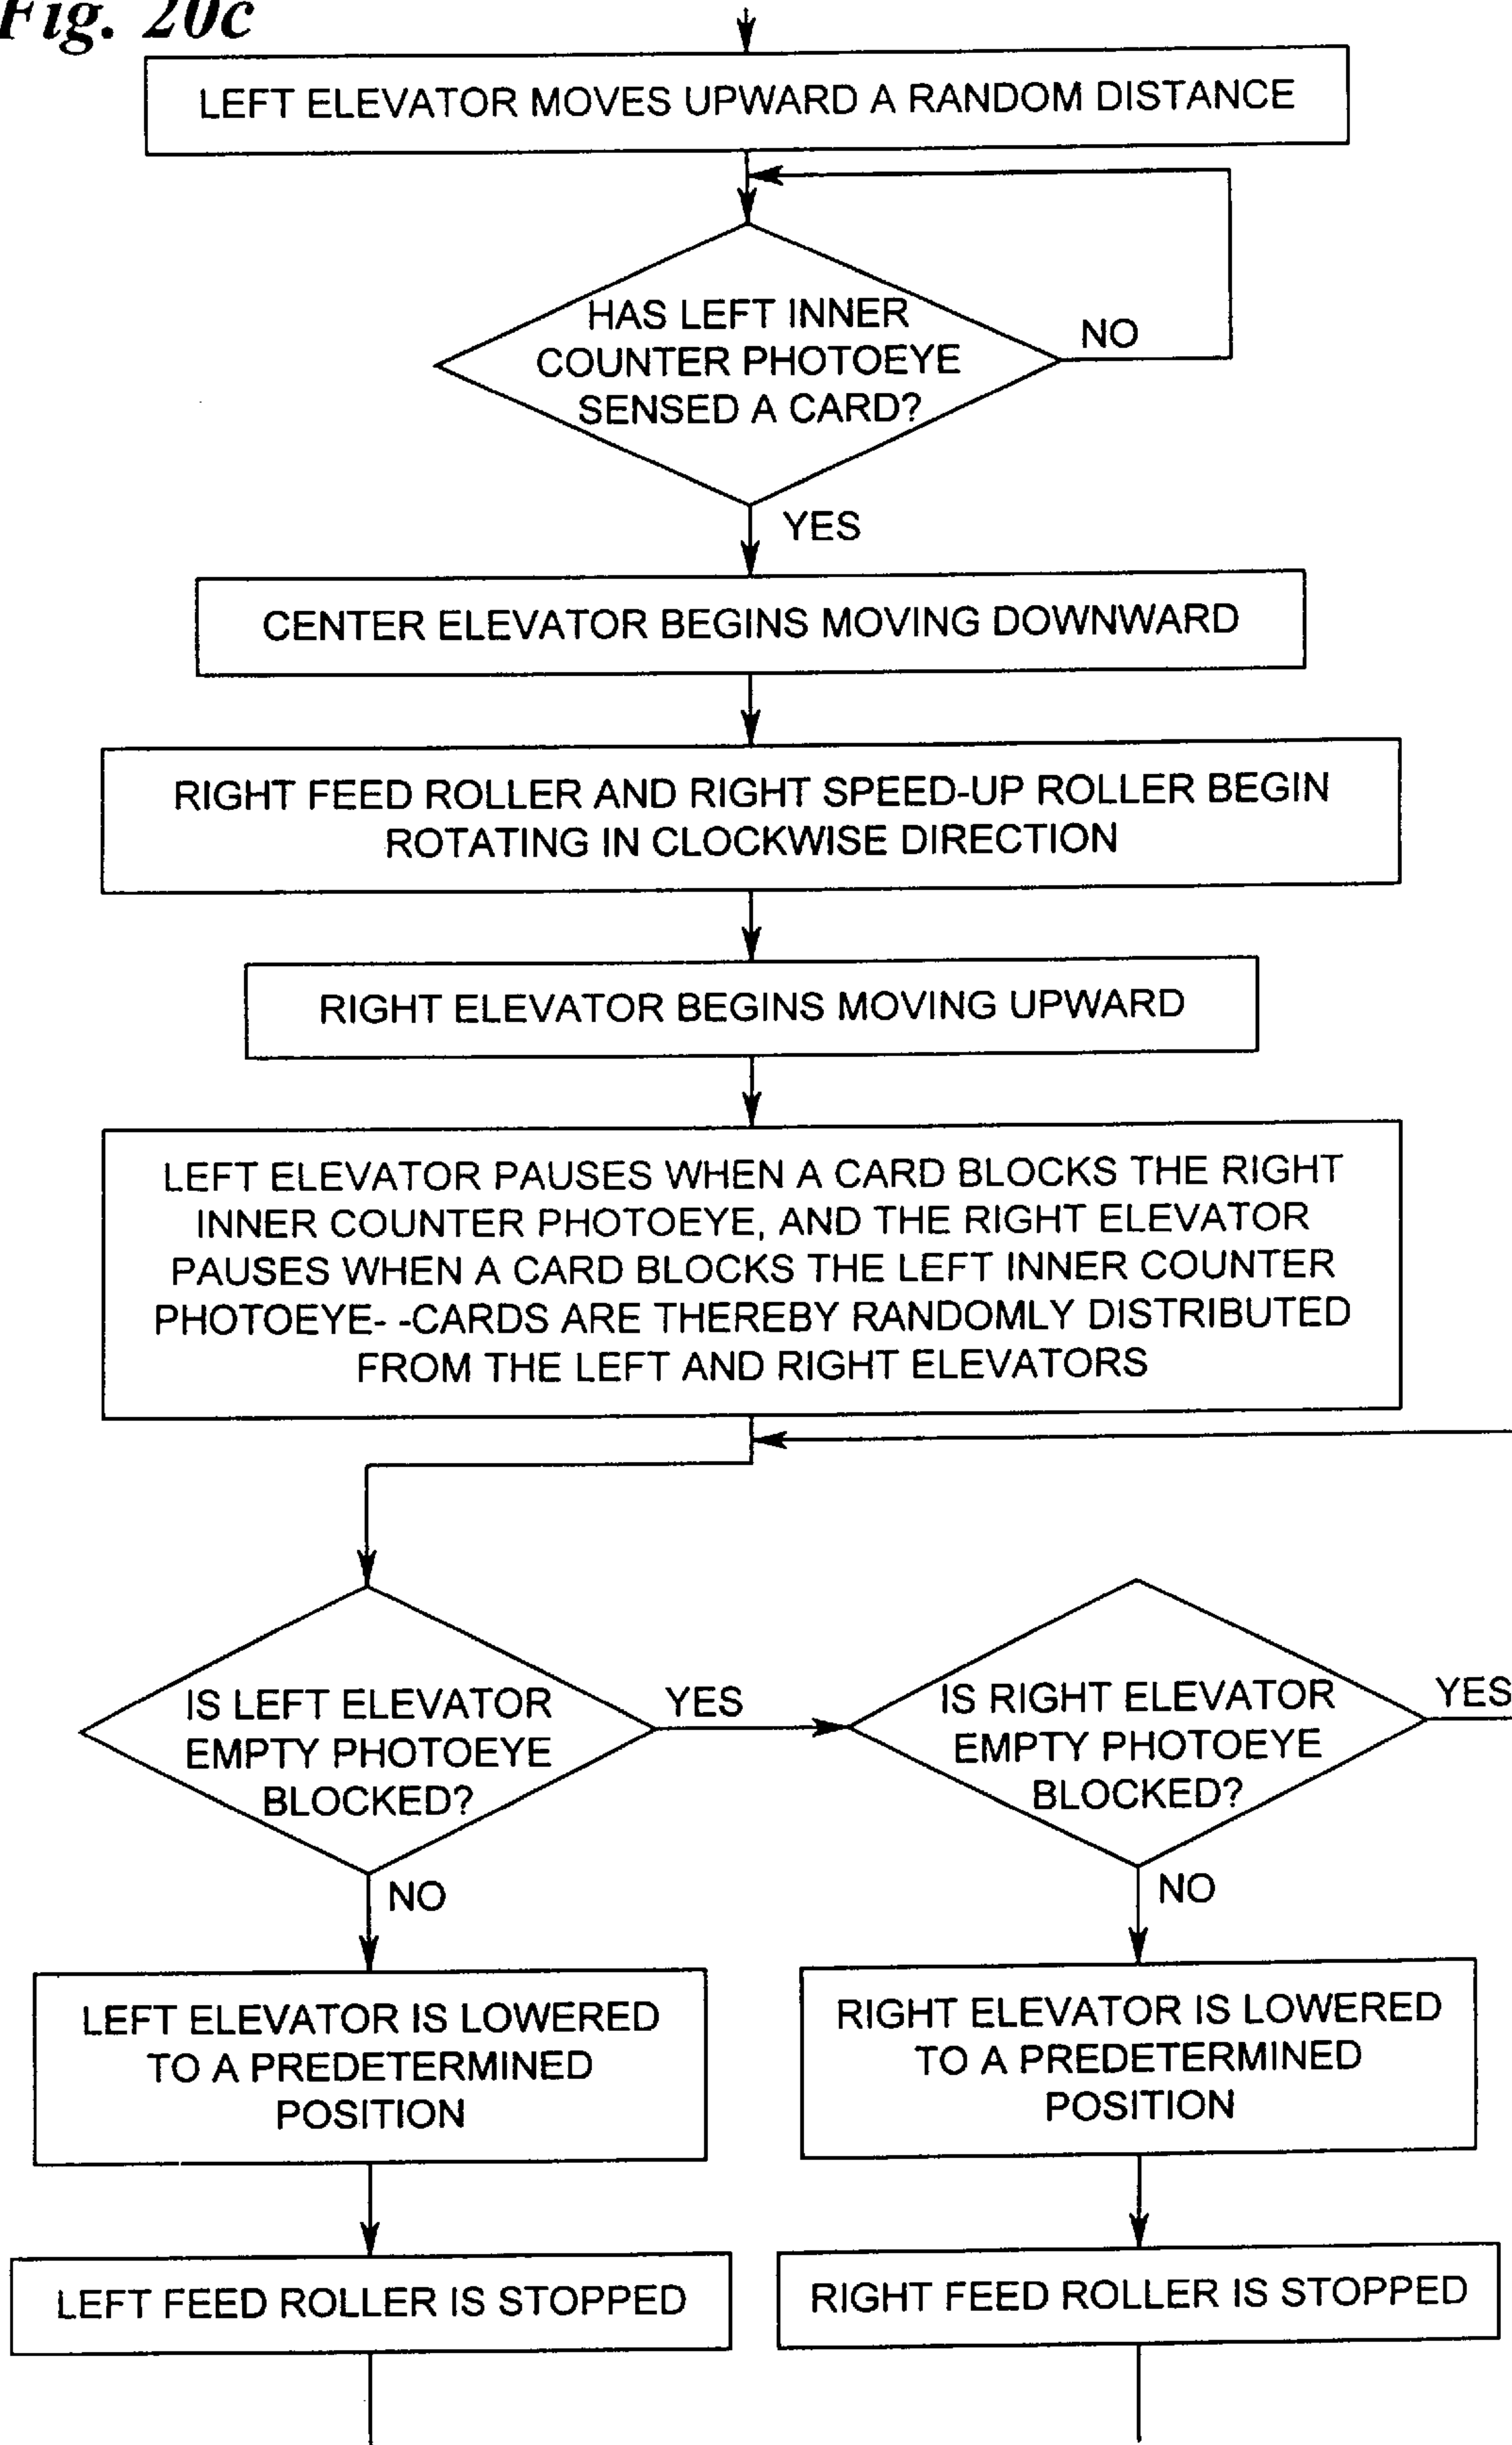 Fig. 20c
LEFT ELEVATOR MOVES UPWARD A RANDOM DISTANCE
HAS LEFT INNER
COUNTER PHOTOEYE
SENSED A CARD?
NO
YES
CENTER ELEVATOR BEGINS MOVING DOWNWARD
RIGHT FEED ROLLER AND RIGHT SPEED-UP ROLLER BEGIN
ROTATING IN CLOCKWISE DIRECTION
RIGHT ELEVATOR BEGINS MOVING UPWARD
LEFT ELEVATOR PAUSES WHEN A CARD BLOCKS THE RIGHT
INNER COUNTER PHOTOEYE, AND THE RIGHT ELEVATOR
PAUSES WHEN A CARD BLOCKS THE LEFT INNER COUNTER
PHOTOEYE- -CARDS ARE THEREBY RANDOMLY DISTRIBUTED
FROM THE LEFT AND RIGHT ELEVATORS
IS LEFT ELEVATOR
EMPTY PHOTOEYE
BLOCKED?
YES
IS RIGHT ELEVATOR
EMPTY PHOTOEYE
BLOCKED?
YES
NO
NO
LEFT ELEVATOR IS LOWERED
TO A PREDETERMINED
POSITION
RIGHT ELEVATOR IS LOWERED
TO A PREDETERMINED
POSITION
LEFT FEED ROLLER IS STOPPED
RIGHT FEED ROLLER IS STOPPED